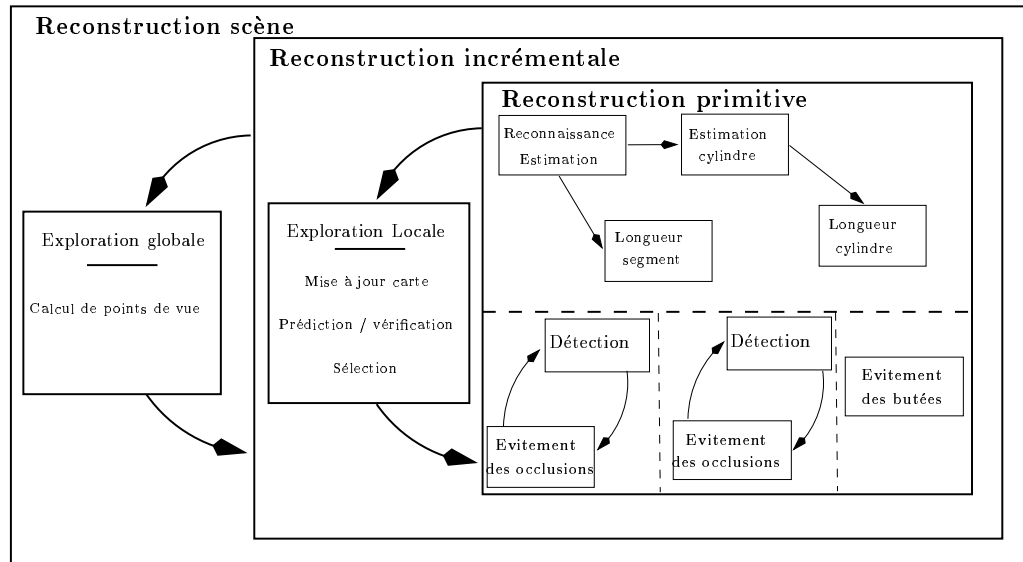 Reconstruction scène
Reconstruction incrémentale
Reconstruction primitive
Reconnaissance
Estimation
Estimation
cylindre
Longueur
segment
Longueur
cylindre
Exploration globale
Calcul de points de vue
Exploration Locale
Mise à jour carte
Prédiction / vérification
Sélection
Détection
Evitement
des occlusions
Détection
Evitement
des occlusions
Evitement
des butées